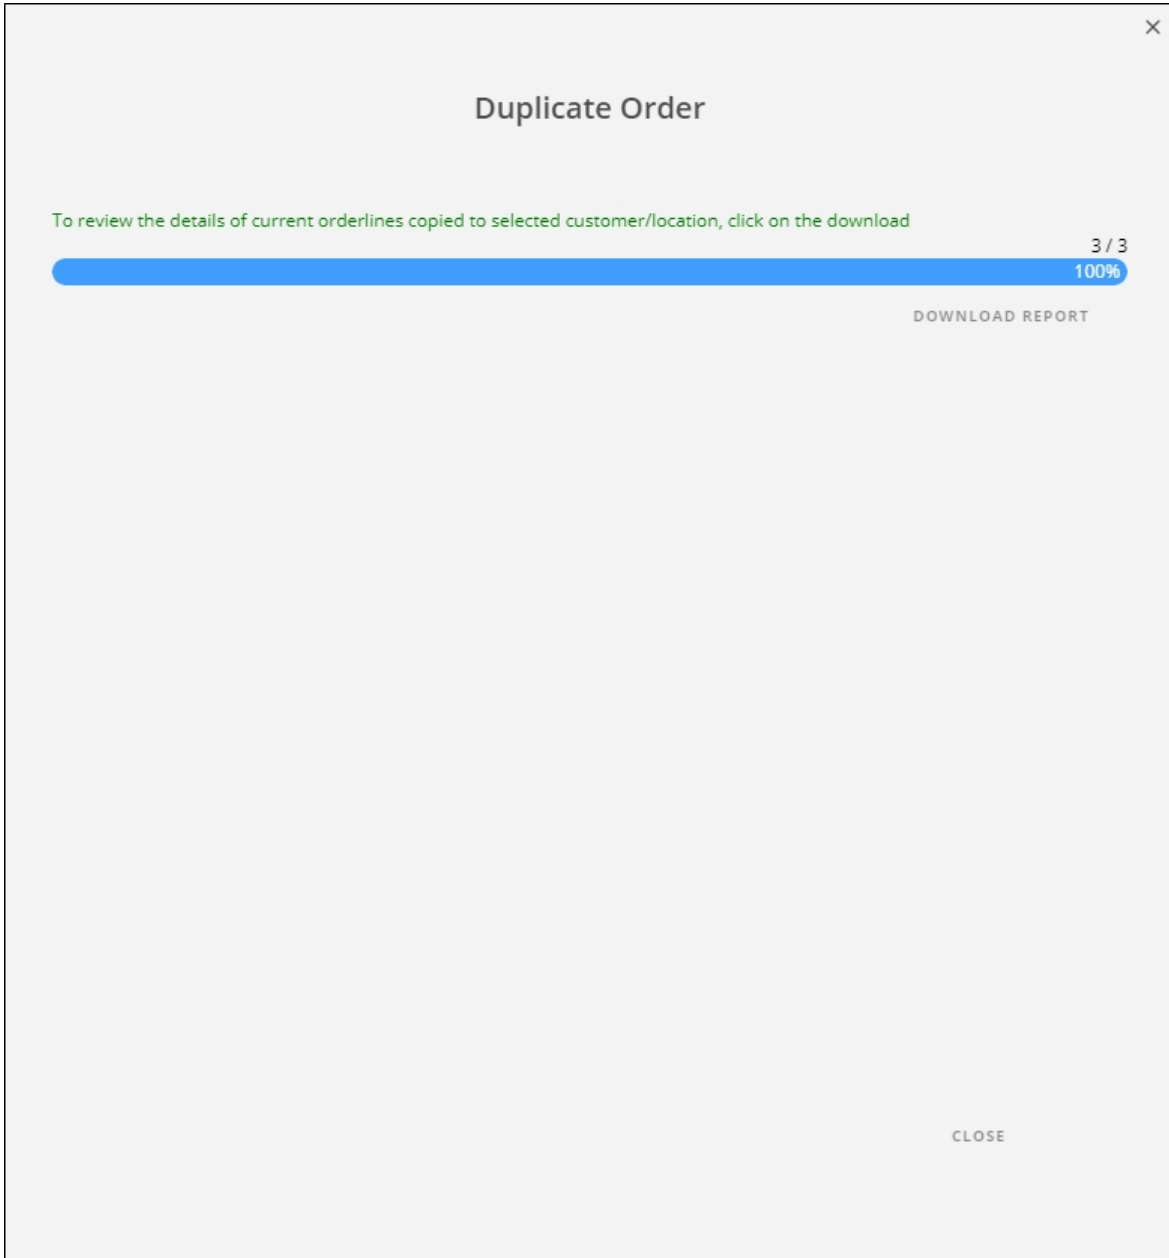 Duplicate Order
To review the details of current orderlines copied to selected customer/location, click on the download
3 / 3
100%
DOWNLOAD REPORT
CLOSE